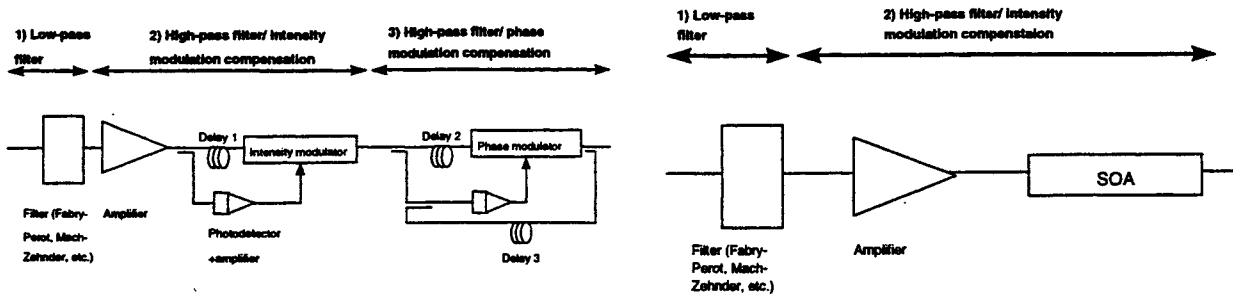 1) Low-pass
filter
2) High-pass filter/ intensity
modulation compensation
3) High-pass filter/ phase
modulation compensation
Delay 1
Intensity modulator
Delay 2
Phase modulator
Filter (Fabry-
Perot, Mach-
Zehnder, etc.)
Amplifier
Photodetector
+amplifier
Delay 3
1) Low-pass
filter
2) High-pass filter/ intensity
modulation compenstaion
SOA
Filter (Fabry-
Perot, Mach-
Zehnder, etc.)
Amplifier